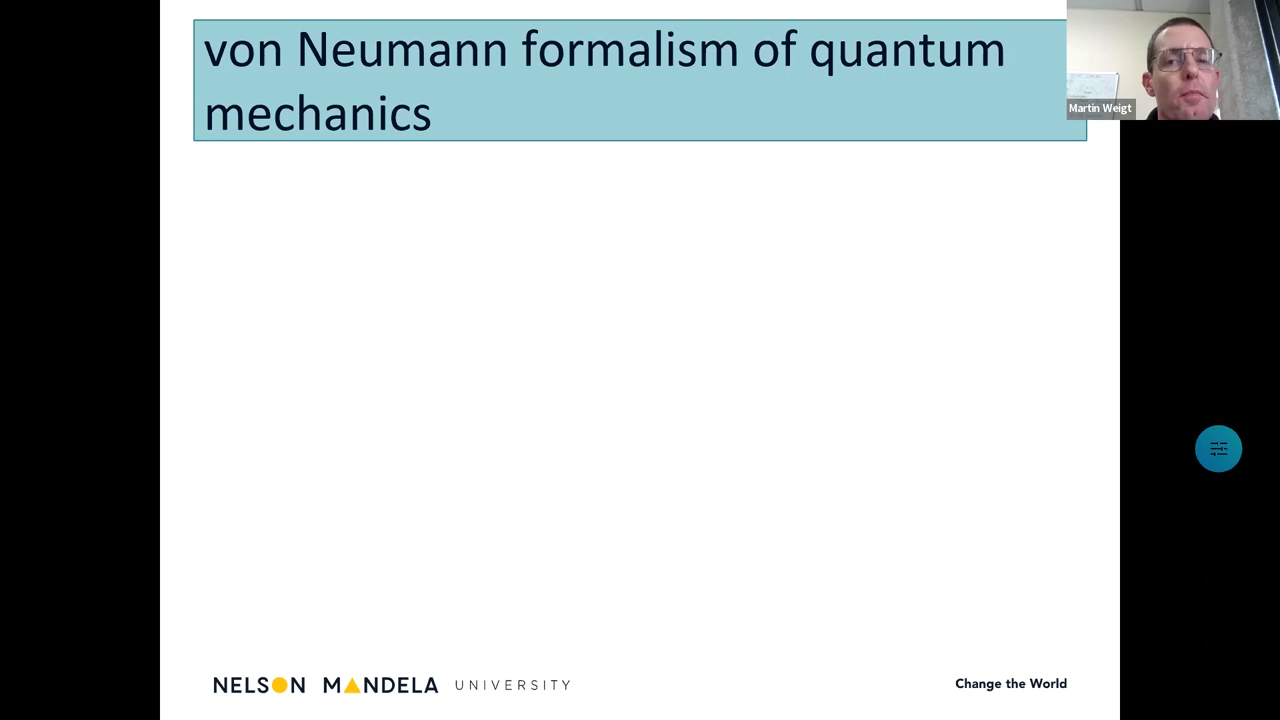 von Neumann formalism of quantum
mechanics
Martin Weigt
NELSON MANDELA UNIVERSITY
Change the World